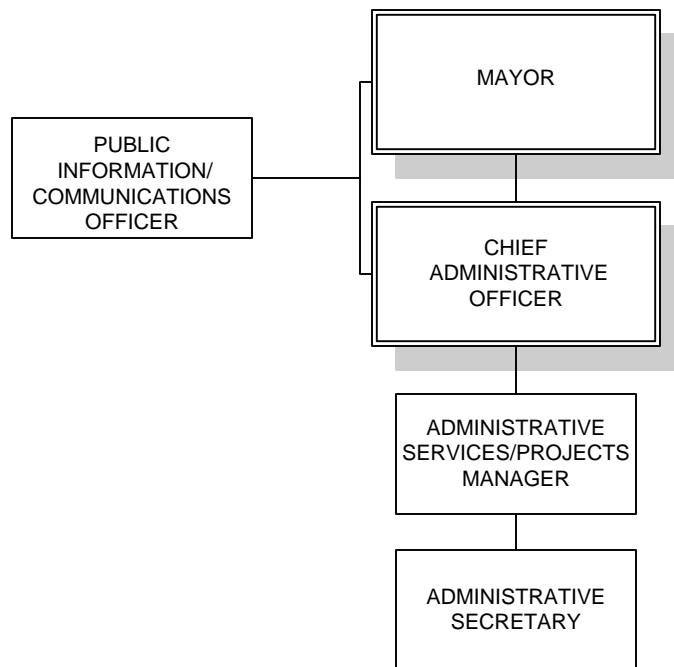 MAYOR
PUBLIC
INFORMATION/
COMMUNICATIONS
OFFICER
CHIEF
ADMINISTRATIVE
OFFICER
ADMINISTRATIVE
SERVICES/PROJECTS
MANAGER
ADMINISTRATIVE
SECRETARY